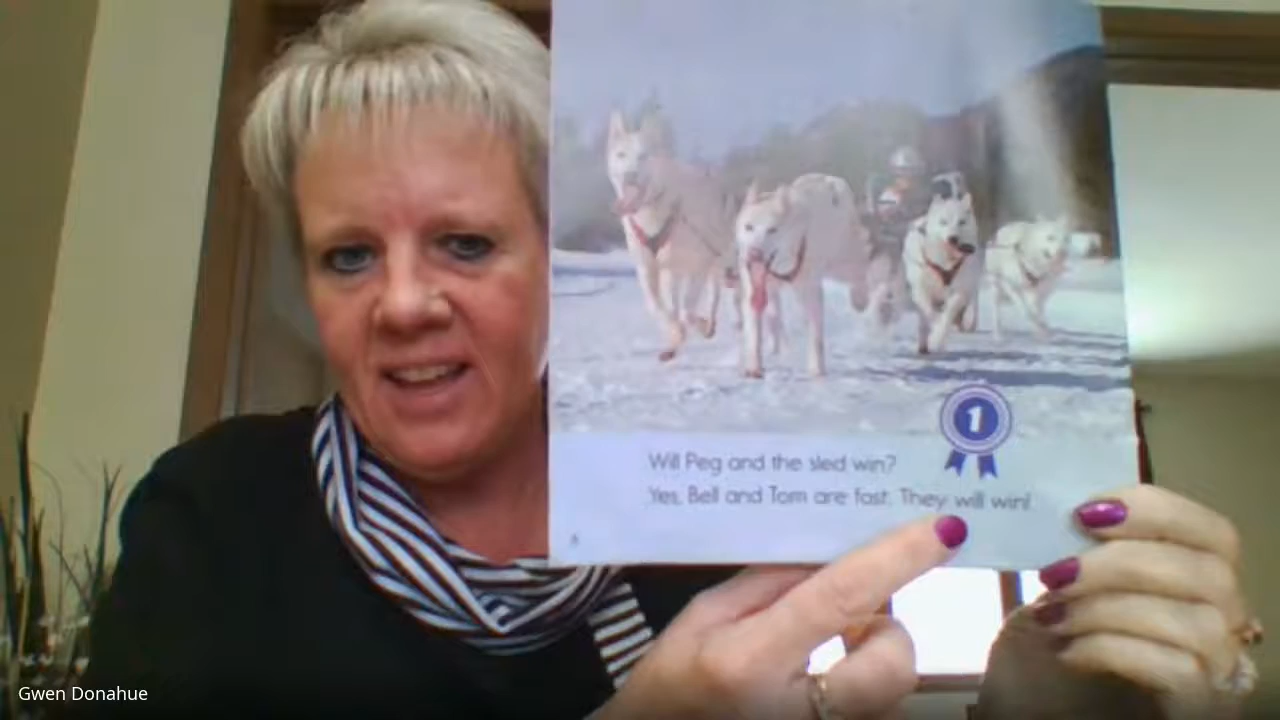 1
Will Peg and the sled win?
Yes, Bell and Tom are fast. They will win!
Gwen Donahue